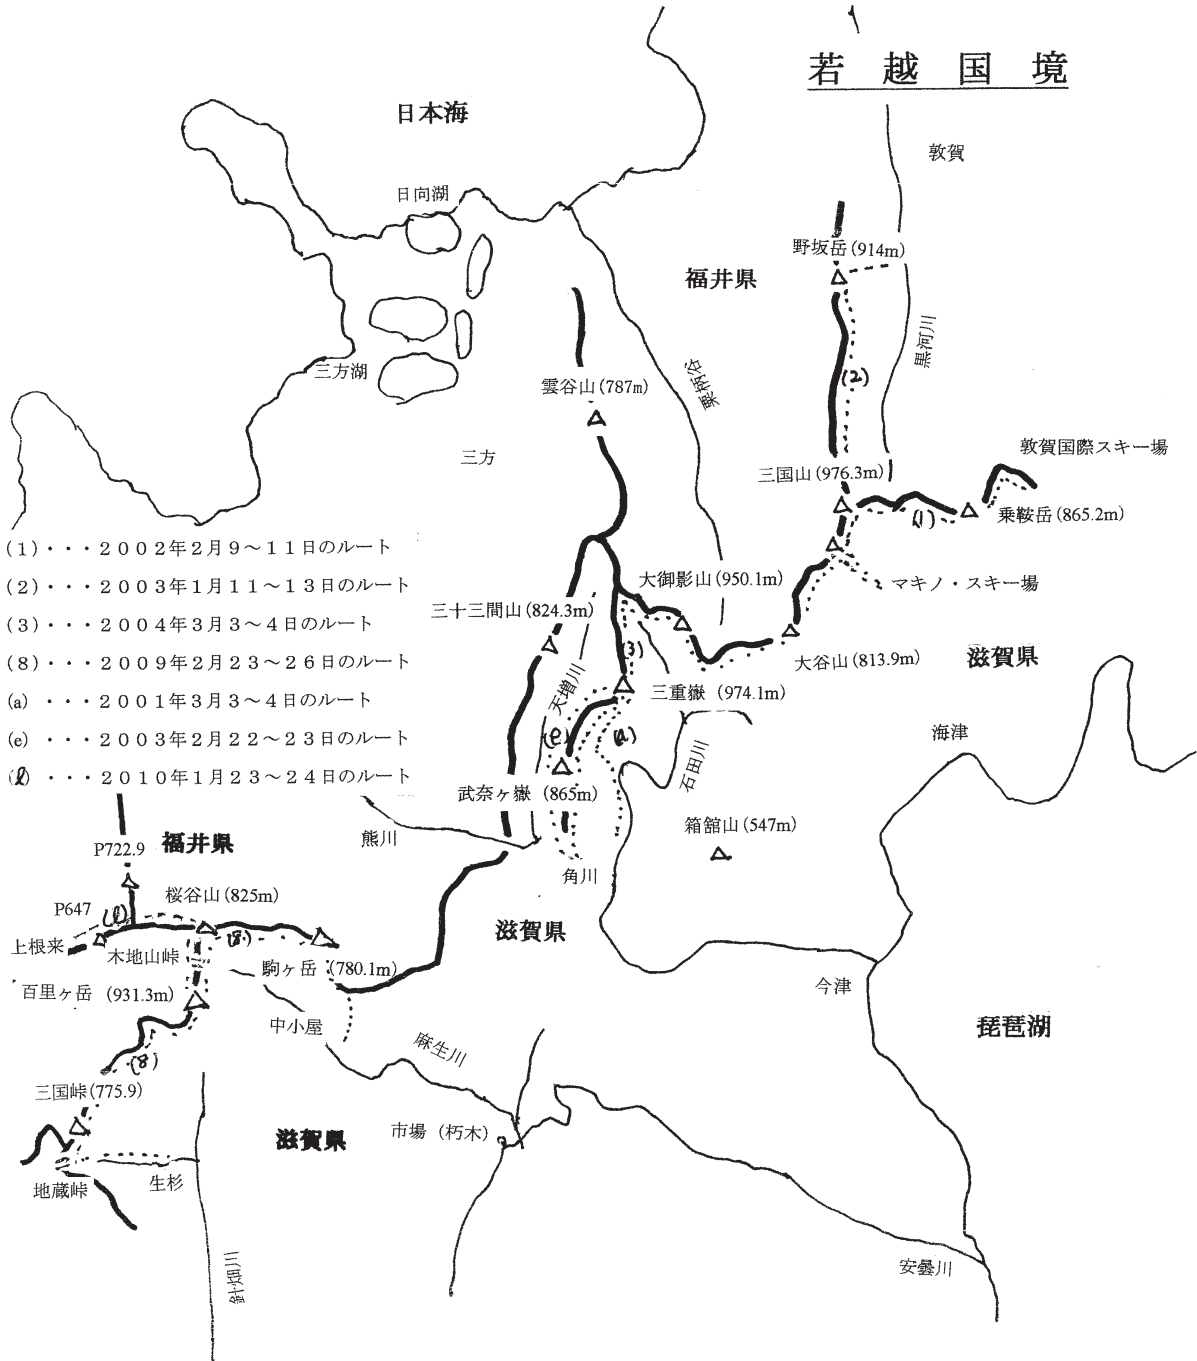 若越国境
日本海
敦賀
日向湖
野坂岳(914m)
福井県
黒河川
三方湖
雲谷山(787m)
粟柄谷
(2)
三方
敦賀国際スキー場
三国山(976.3m)
乗鞍岳(865.2m)
(1)
(1)・・・2002年2月9～11日のルート
(2)・・・2003年1月11～13日のルート
(3)・・・2004年3月3～4日のルート
(8)・・・2009年2月23～26日のルート
(a)・・・2001年3月3～4日のルート
(e)・・・2003年2月22～23日のルート
(ℓ)・・・2010年1月23～24日のルート
大御影山(950.1m)
マキノ・スキー場
三十三間山(824.3m)
(3)
大谷山(813.9m)
滋賀県
天増川
三重嶽(974.1m)
(e)
(a)
石田川
海津
武奈ヶ嶽(865m)
箱舘山(547m)
熊川
角川
福井県
P722.9
桜谷山(825m)
P647
(ℓ)
(8)
上根来
木地山峠
滋賀県
駒ヶ岳(780.1m)
百里ヶ岳(931.3m)
今津
中小屋
琵琶湖
麻生川
(8)
三国峠(775.9)
滋賀県
市場(朽木)
地蔵峠
生杉
針畑川
安曇川